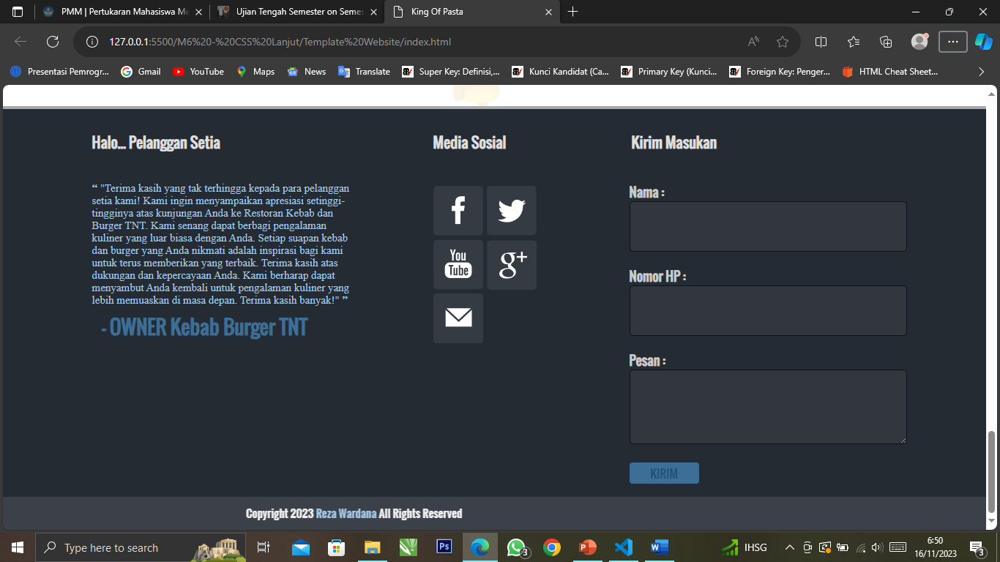 PMM | Pertukaran Mahasiswa Me
Ujian Tengah Semester on Semes
King Of Pasta
127.0.0.1:5500/M6%20-%20CSS%20Lanjut/Template%20Website/index.html
Presentasi Pemrogr...
Gmail
YouTube
Maps
News
Translate
Super Key: Definisi,...
Kunci Kandidat (Ca...
Primary Key (Kunci...
Foreign Key: Penger...
HTML Cheat Sheet...
Halo... Pelanggan Setia
“ "Terima kasih yang tak terhingga kepada para pelanggan
setia kami! Kami ingin menyampaikan apresiasi setinggi-
tingginya atas kunjungan Anda ke Restoran Kebab dan
Burger TNT. Kami senang dapat berbagi pengalaman
kuliner yang luar biasa dengan Anda. Setiap suapan kebab
dan burger yang Anda nikmati adalah inspirasi bagi kami
untuk terus memberikan yang terbaik. Terima kasih atas
dukungan dan kepercayaan Anda. Kami berharap dapat
menyambut Anda kembali untuk pengalaman kuliner yang
lebih memuaskan di masa depan. Terima kasih banyak!" ”
- OWNER Kebab Burger TNT
Media Sosial
You
Tube
g+
Kirim Masukan
Nama :
Nomor HP :
Pesan :
KIRIM
Copyright 2023 Reza Wardana All Rights Reserved
Type here to search
Ps
3
IHSG
6:50
16/11/2023
3